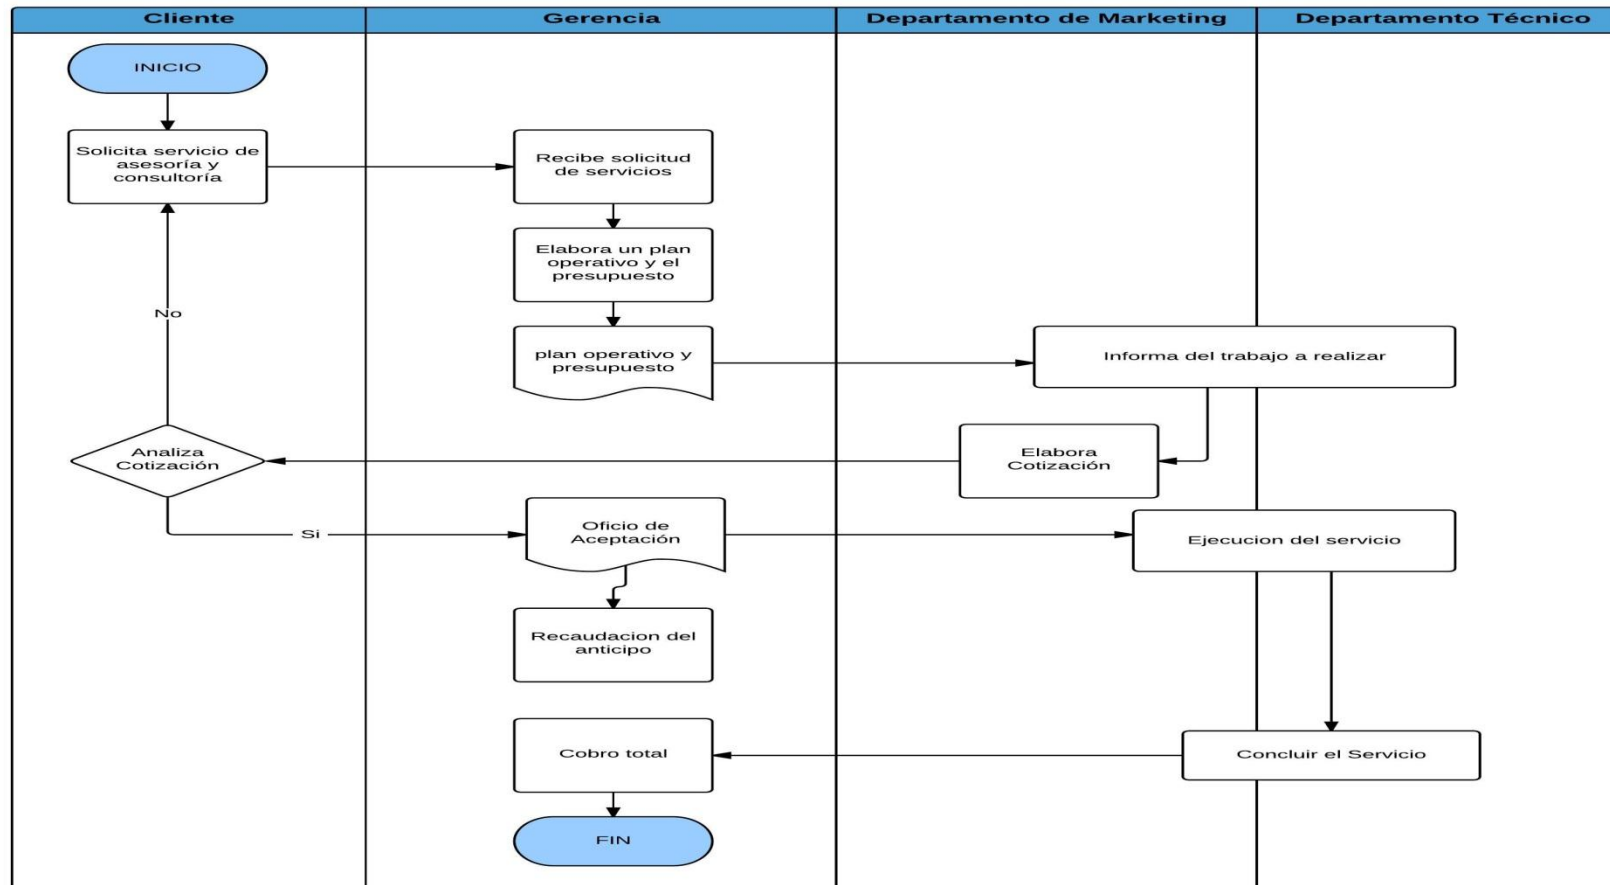 Cliente
Gerencia
Departamento de Marketing
Departamento Técnico
INICIO
Solicita servicio de
asesoría y
consultoría
Recibe solicitud
de servicios
Elabora un plan
operativo y el
presupuesto
No
plan operativo y
presupuesto
Informa del trabajo a realizar
Analiza
Cotización
Elabora
Cotización
Si
Oficio de
Aceptación
Ejecucion del servicio
Recaudacion del
anticipo
Cobro total
Concluir el Servicio
FIN